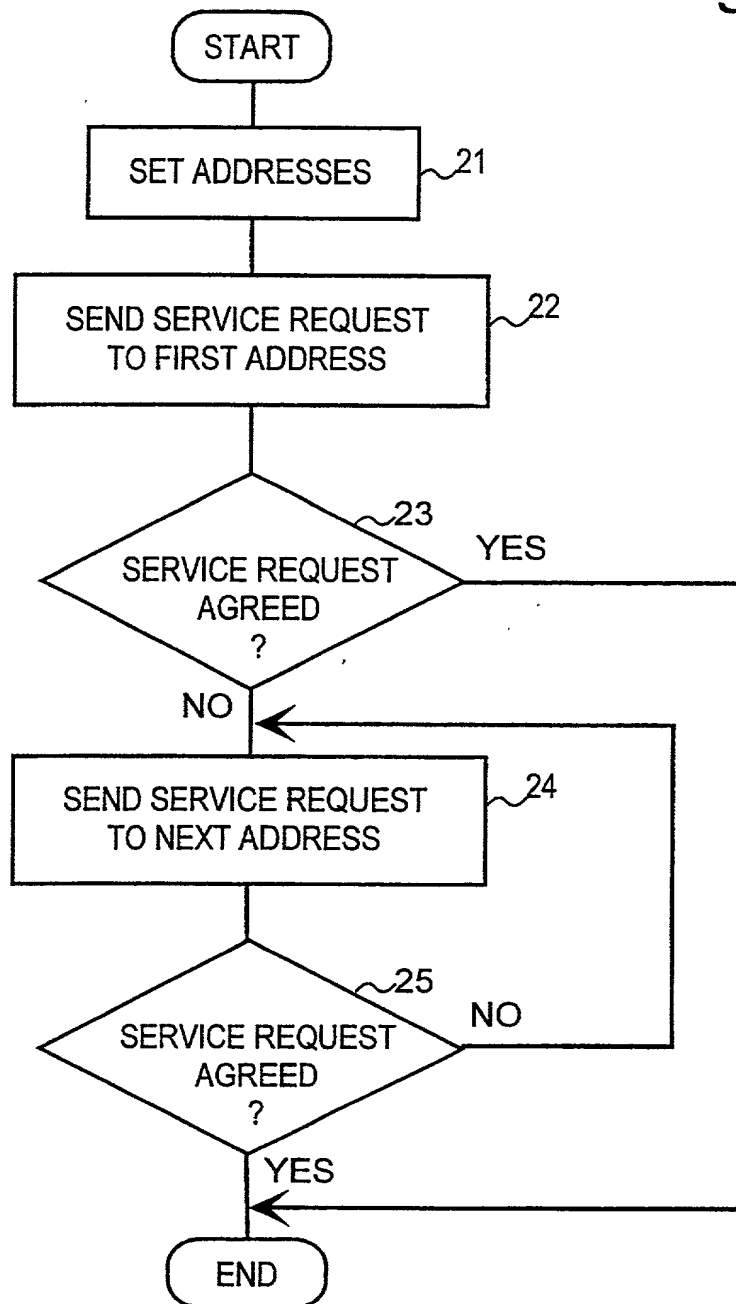 START
SET ADDRESSES
21
SEND SERVICE REQUEST
TO FIRST ADDRESS
22
23
SERVICE REQUEST
AGREED
?
YES
NO
SEND SERVICE REQUEST
TO NEXT ADDRESS
24
25
SERVICE REQUEST
AGREED
?
NO
YES
END